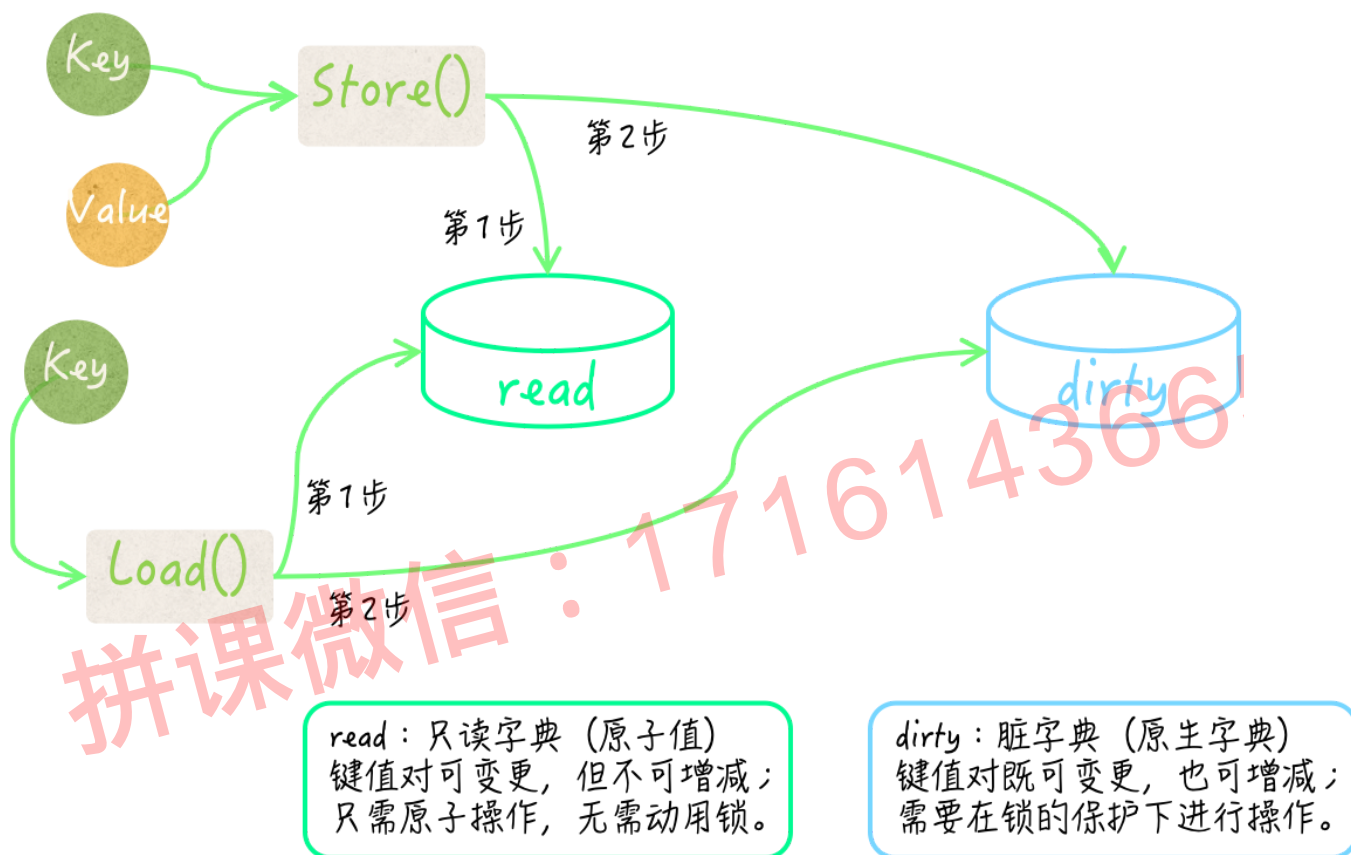 Key
Store()
第2步
Value
第1步
Key
read
dirty
第1步
Load()
第2步
拼课微信：171614366
read：只读字典（原子值）
键值对可变更，但不可增减；
只需原子操作，无需动用锁。
dirty：脏字典（原生字典）
键值对既可变更，也可增减；
需要在锁的保护下进行操作。